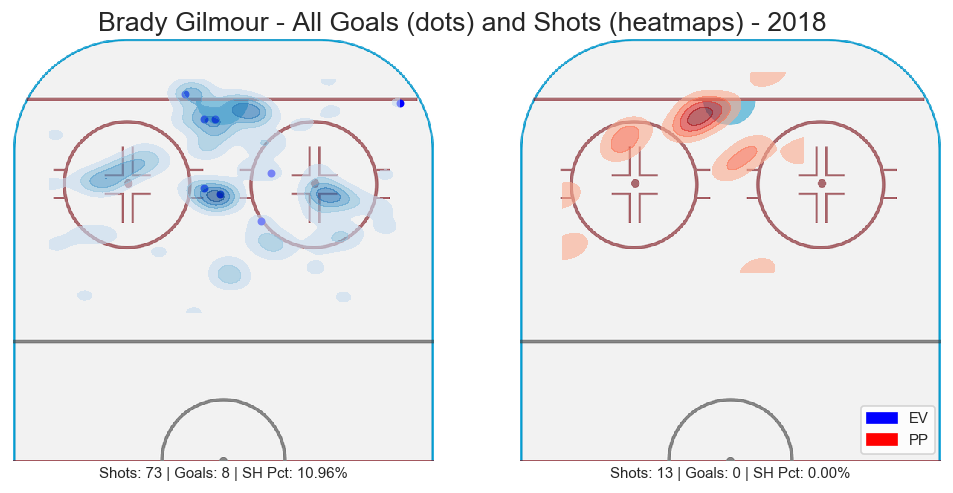 Brady Gilmour - All Goals (dots) and Shots (heatmaps) - 2018
EV
PP
Shots: 73 | Goals: 8 | SH Pct: 10.96%
Shots: 13 | Goals: 0 | SH Pct: 0.00%